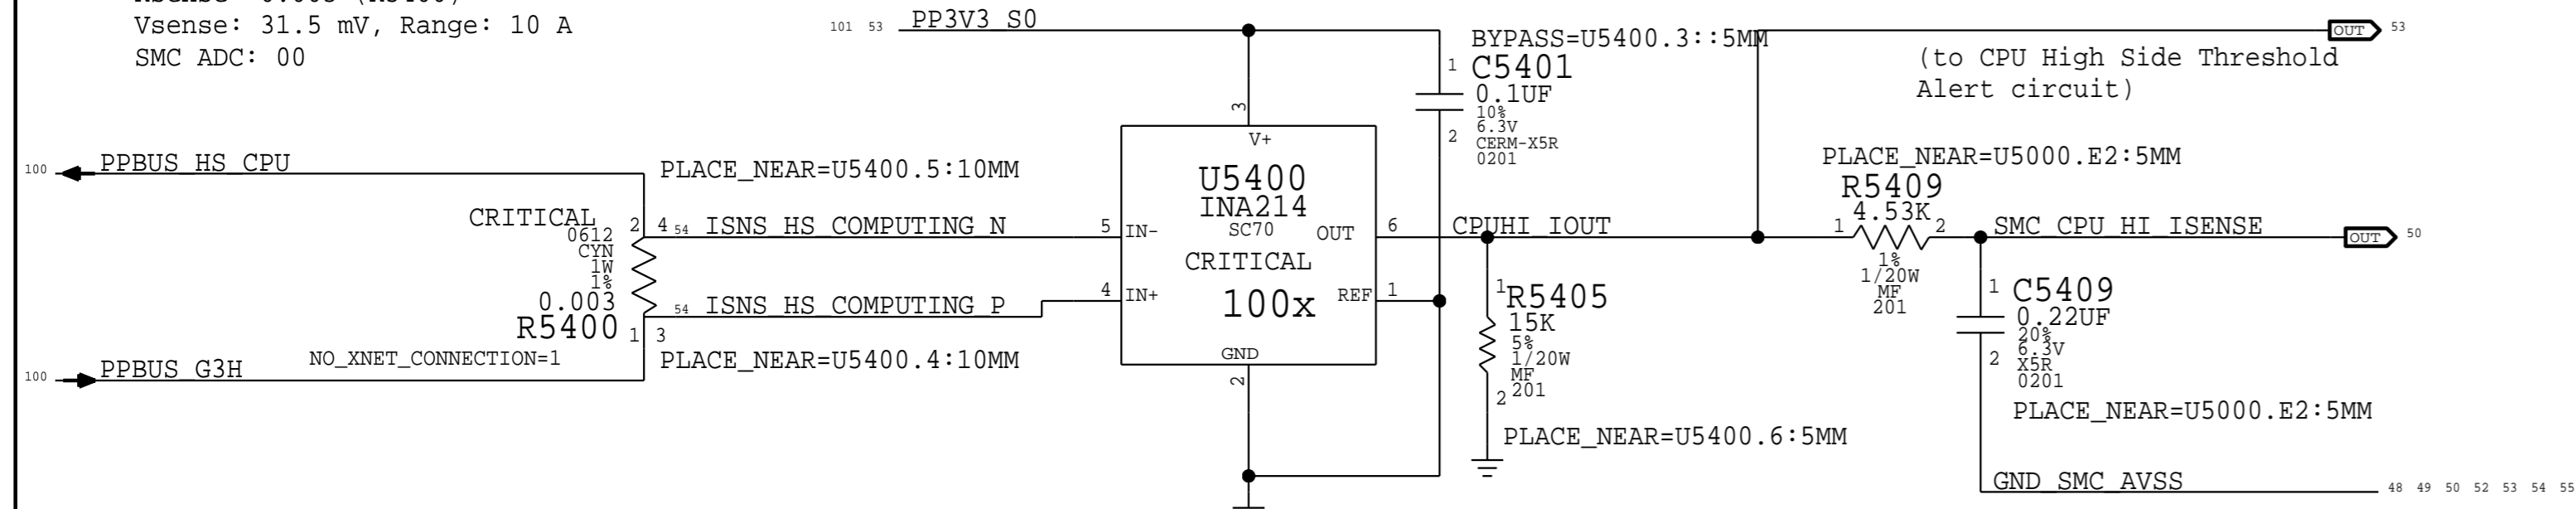 Vsense: 31.5 mV, Range: 10 A
SMC ADC: 00
101 53 PP3V3_S0
BYPASS=U5400.3::5MM
1 C5401
0.1UF
10%
6.3V
2 CERM-X5R
0201
OUT 53
(to CPU High Side Threshold
Alert circuit)
100 PPBUS_HS_CPU
PLACE_NEAR=U5400.5:10MM
CRITICAL
0612
CYN
1W
1%
0.003
R5400
2 4
1 3
54 ISNS_HS_COMPUTING_N
54 ISNS_HS_COMPUTING_P
NO_XNET_CONNECTION=1
PLACE_NEAR=U5400.4:10MM
100 PPBUS_G3H
3
V+
U5400
INA214
SC70
CRITICAL
100x
5 IN-
4 IN+
OUT 6
REF 1
GND
2
CPUHI_IOUT
1 R5405
15K
5%
1/20W
MF
2 201
PLACE_NEAR=U5400.6:5MM
PLACE_NEAR=U5000.E2:5MM
R5409
4.53K
1 2
1%
1/20W
MF
201
SMC_CPU_HI_ISENSE
OUT 50
1 C5409
0.22UF
20%
6.3V
2 X5R
0201
PLACE_NEAR=U5000.E2:5MM
GND_SMC_AVSS
48 49 50 52 53 54 55